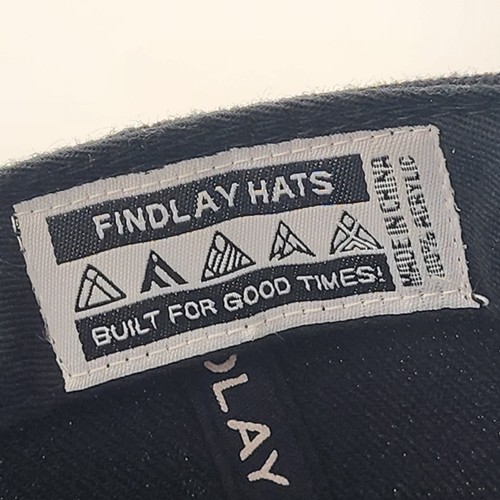 FINDLAY HATS
BUILT FOR GOOD TIMES!
MADE IN CHINA
100% ACRYLIC
DLAY